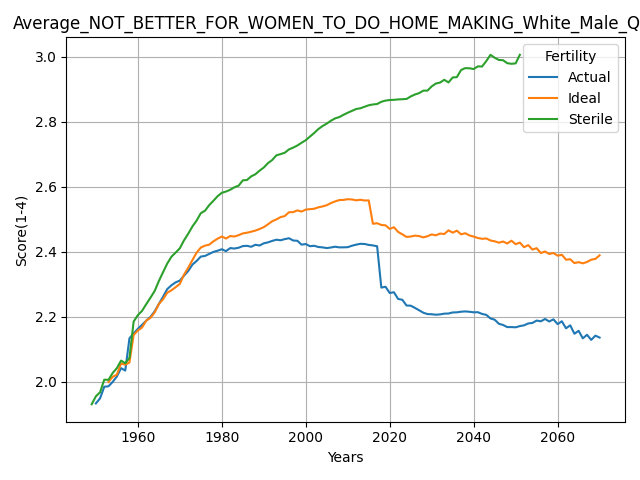 Average_NOT_BETTER_FOR_WOMEN_TO_DO_HOME_MAKING_White_Male_Q
Score(1-4)
3.0
2.8
2.6
2.4
2.2
2.0
Fertility
Actual
Ideal
Sterile
1960 1980 2000 2020 2040 2060
Years